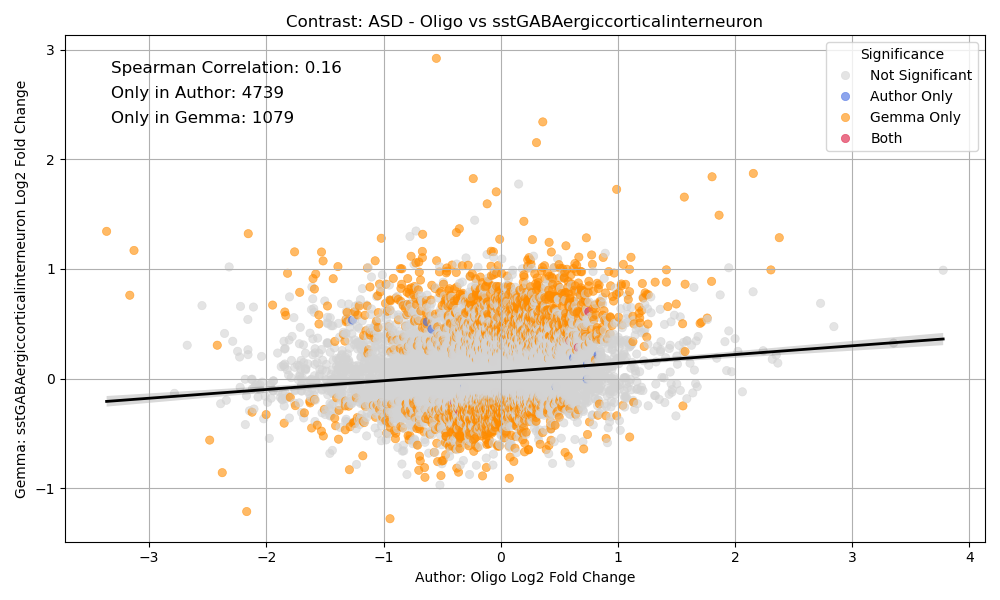 Contrast: ASD - Oligo vs sstGABAergiccorticalinterneuron
Spearman Correlation: 0.16
Only in Author: 4739
Only in Gemma: 1079
Significance
Not Significant
Author Only
Gemma Only
Both
Gemma: sstGABAergiccorticalinterneuron Log2 Fold Change
3
2
1
0
−1
−3
−2
−1
0
1
2
3
4
Author: Oligo Log2 Fold Change